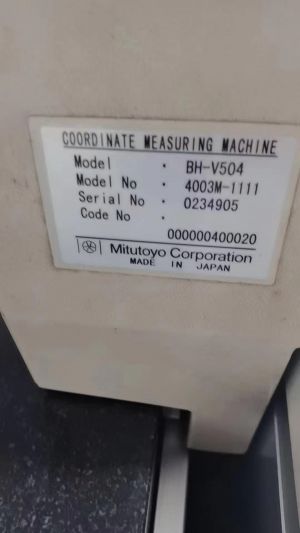 COORDINATE MEASURING MACHINE
Model · BH-V504
Model No · 4003M-1111
Serial No · 0234905
Code No ·
000000400020
Mitutoyo Corporation
MADE IN JAPAN